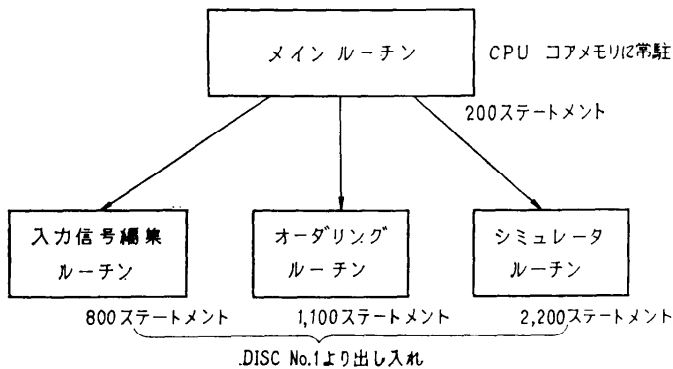 メイン ルーチン
CPU コアメモリに常駐
200ステートメント
入力信号編集
ルーチン
オーダリング
ルーチン
シミュレータ
ルーチン
800ステートメント
1,100ステートメント
2,200ステートメント
DISC No.1より出し入れ